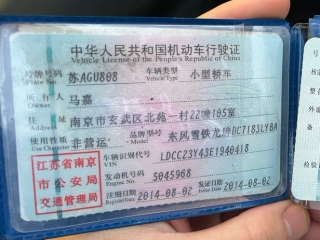 中华人民共和国机动车行驶证
Vehicle License of the People's Republic of China
号牌号码 苏AGU808 车辆类型 小型轿车
Plate No. Vehicle Type
所有人 马嘉
Owner
住址 南京市玄武区北苑一村22幢105室
Address
使用性质 非营运 品牌型号 东风雪铁龙牌DC7183LYBA
Use Character Model
江苏省南京
市公安局
交通管理局
车辆识别代号 LDCC23Y43E1940418
VIN
发动机号码 5045968
Engine No.
注册日期 2014-08-02 发证日期 2014-08-02
Register Date Issue Date